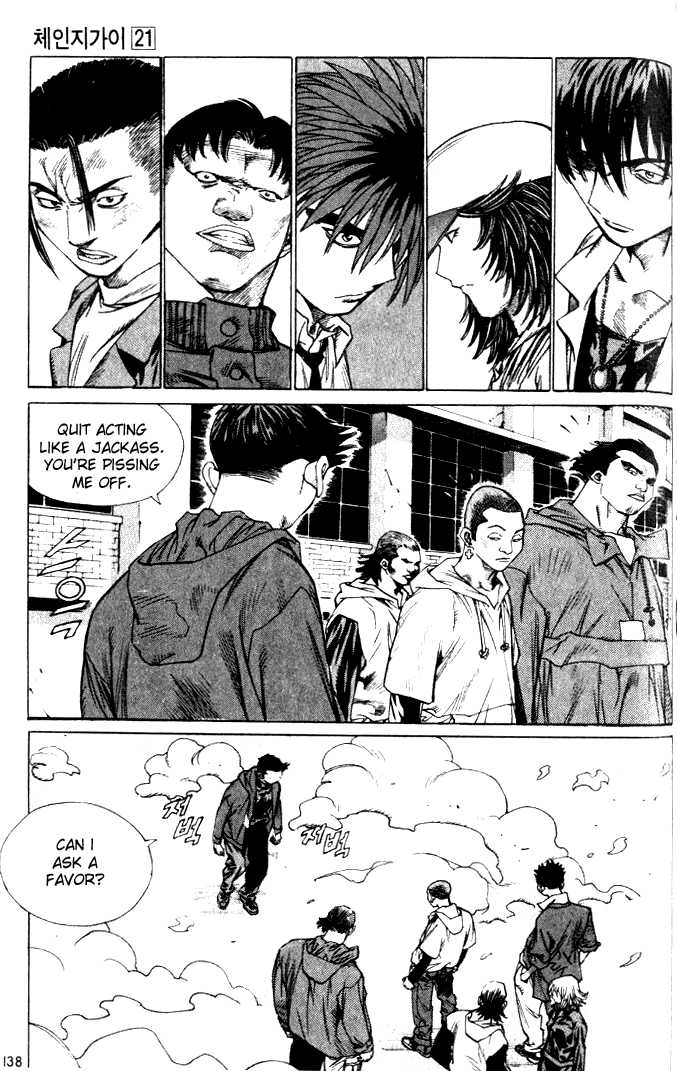 체인지가이 21
QUIT ACTING
LIKE A JACKASS.
YOU'RE PISSING
ME OFF.
CAN I
ASK A
FAVOR?
저벅
저벅
138